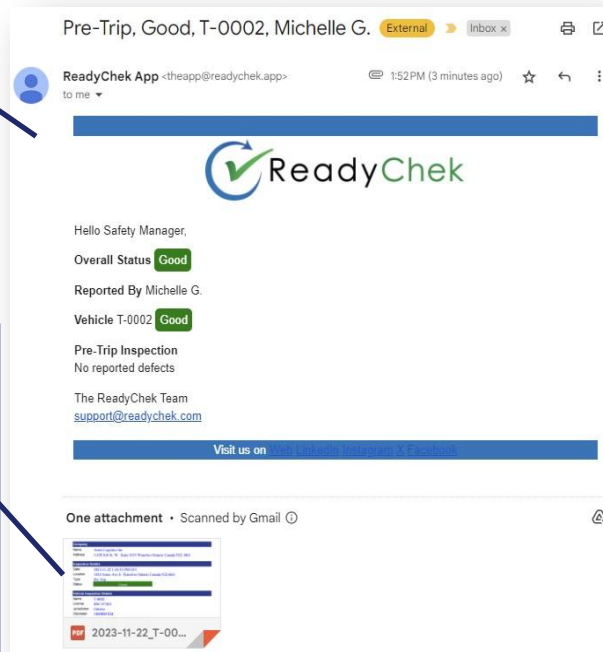 Pre-Trip, Good, T-0002, Michelle G. External Inbox x
ReadyChek App <theapp@readychek.app> 1:52 PM (3 minutes ago)
to me
ReadyChek
Hello Safety Manager,
Overall Status Good
Reported By Michelle G.
Vehicle T-0002 Good
Pre-Trip Inspection
No reported defects
The ReadyChek Team
support@readychek.com
Visit us on Web LinkedIn Instagram X Facebook
One attachment • Scanned by Gmail
PDF 2023-11-22_T-00...